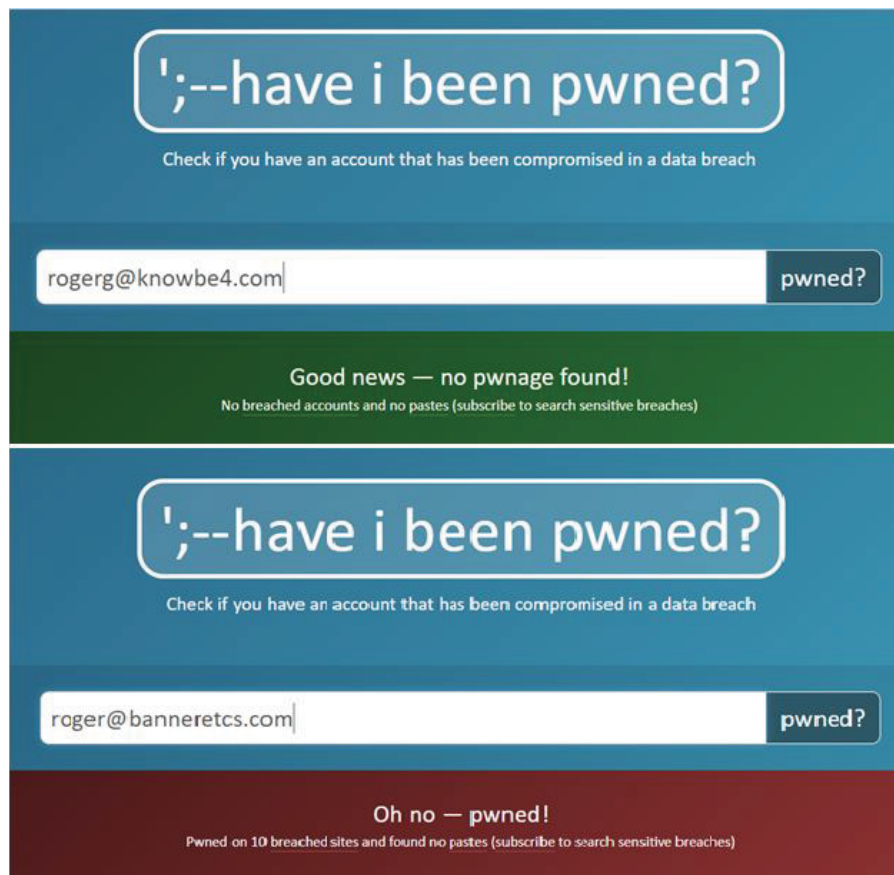 ';--have i been pwned?
Check if you have an account that has been compromised in a data breach
rogerg@knowbe4.com
pwned?
Good news — no pwnage found!
No breached accounts and no pastes (subscribe to search sensitive breaches)
';--have i been pwned?
Check if you have an account that has been compromised in a data breach
roger@banneretcs.com
pwned?
Oh no — pwned!
Pwned on 10 breached sites and found no pastes (subscribe to search sensitive breaches)